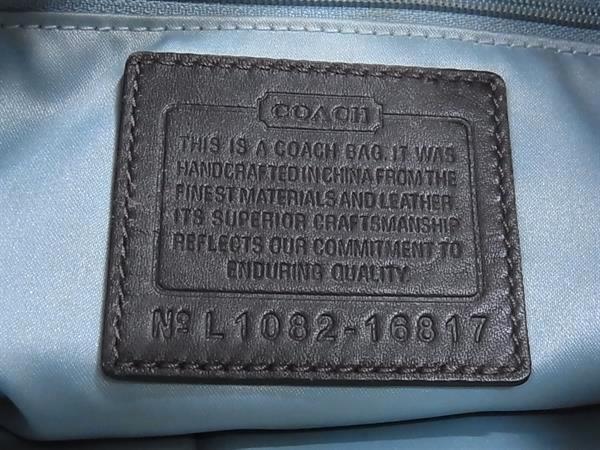 COACH
THIS IS A COACH BAG. IT WAS
HANDCRAFTED IN CHINA FROM THE
FINEST MATERIALS AND LEATHER.
ITS SUPERIOR CRAFTSMANSHIP
REFLECTS OUR COMMITMENT TO
ENDURING QUALITY.
Nº L1082-16817